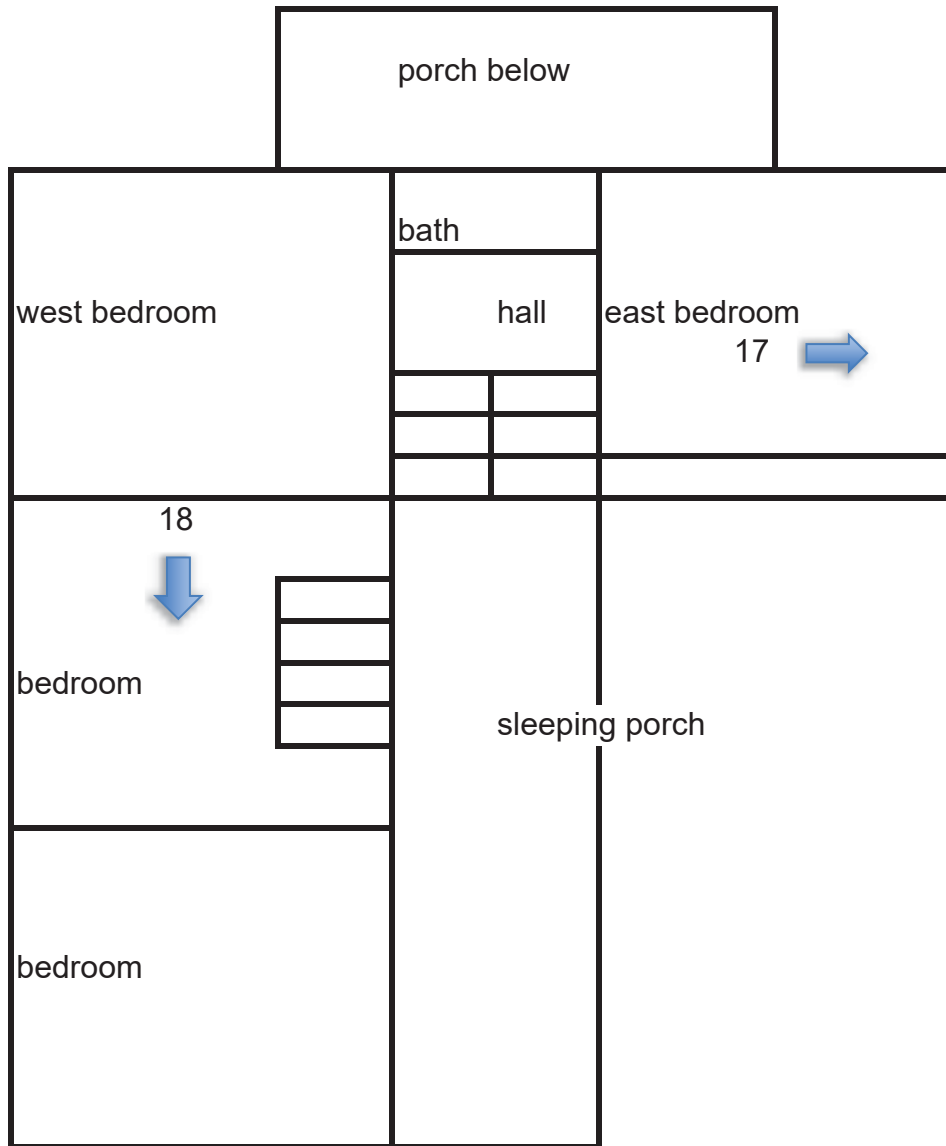 porch below
bath
west bedroom
hall
east bedroom
17
18
bedroom
sleeping porch
bedroom